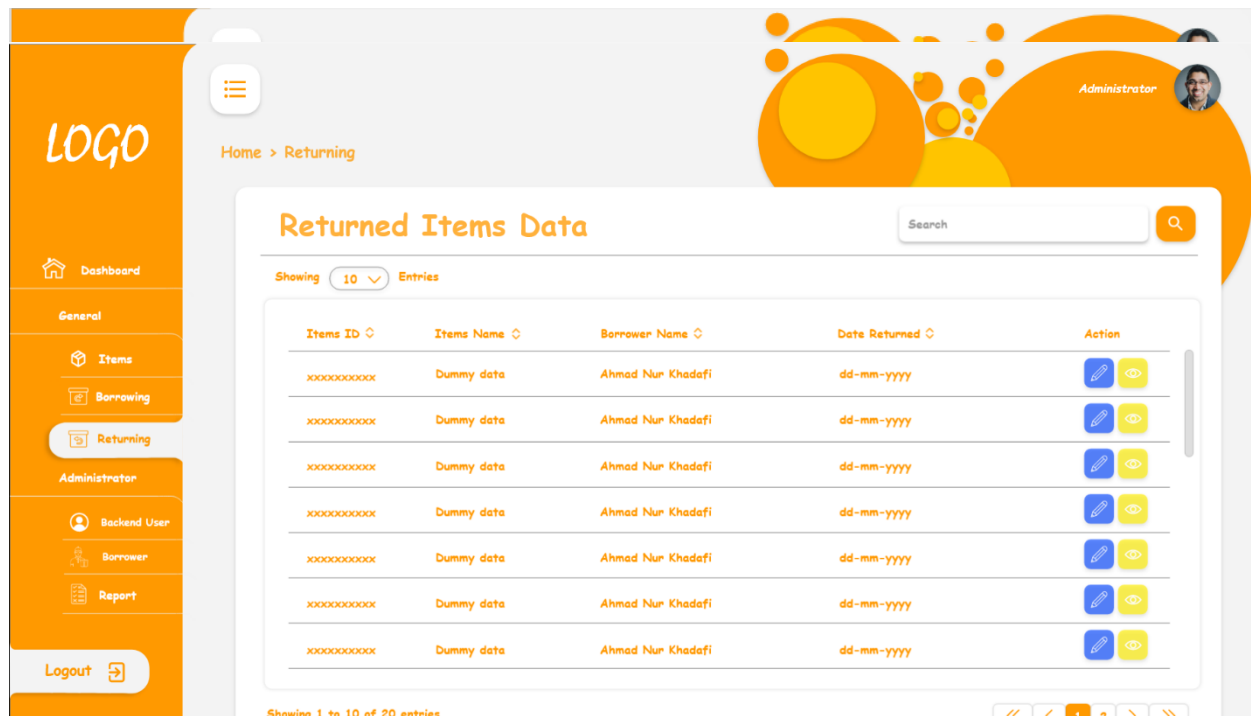 Administrator
LOGO
Home > Returning
Returned Items Data
Search
Dashboard
Showing 10 Entries
General
Items ID Items Name Borrower Name Date Returned Action
Items
xxxxxxxxxx Dummy data Ahmad Nur Khadafi dd-mm-yyyy
Borrowing
xxxxxxxxxx Dummy data Ahmad Nur Khadafi dd-mm-yyyy
Returning
xxxxxxxxxx Dummy data Ahmad Nur Khadafi dd-mm-yyyy
Administrator
xxxxxxxxxx Dummy data Ahmad Nur Khadafi dd-mm-yyyy
Backend User
xxxxxxxxxx Dummy data Ahmad Nur Khadafi dd-mm-yyyy
Borrower
xxxxxxxxxx Dummy data Ahmad Nur Khadafi dd-mm-yyyy
Report
xxxxxxxxxx Dummy data Ahmad Nur Khadafi dd-mm-yyyy
Logout
Showing 1 to 10 of 20 entries
1 2